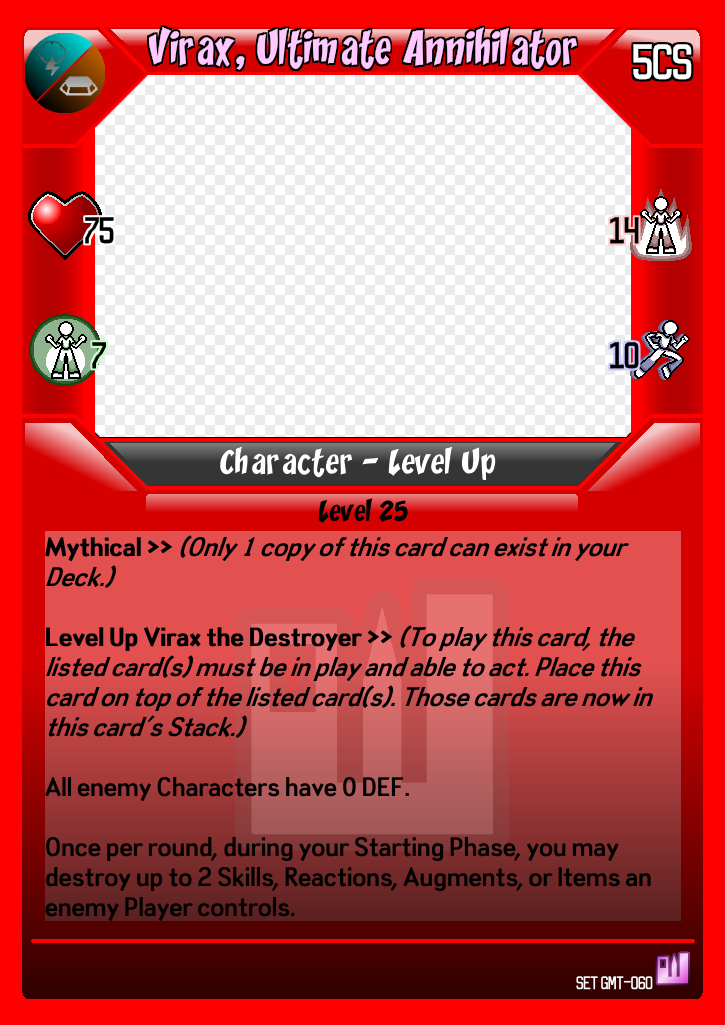 Virax, Ultimate Annihilator
5CS
75
14
7
10
Character - Level Up
Level 25
Mythical >> (Only 1 copy of this card can exist in your
Deck.)
Level Up Virax the Destroyer >> (To play this card, the
listed card(s) must be in play and able to act. Place this
card on top of the listed card(s). Those cards are now in
this card's Stack.)
All enemy Characters have 0 DEF.
Once per round, during your Starting Phase, you may
destroy up to 2 Skills, Reactions, Augments, or Items an
enemy Player controls.
SET GMT-060